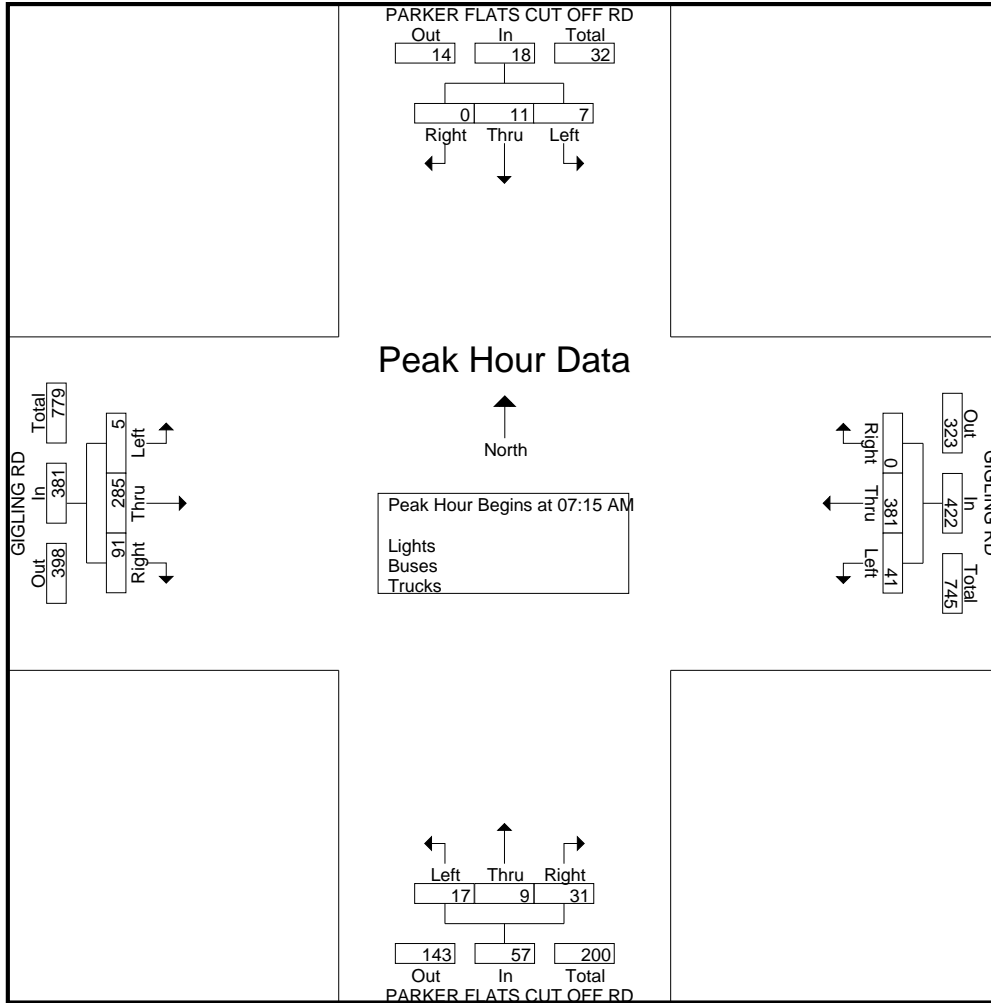 PARKER FLATS CUT OFF RD
Out In Total
14 18 32
0 11 7
Right Thru Left
Peak Hour Data
North
Peak Hour Begins at 07:15 AM
Lights
Buses
Trucks
GIGLING RD
Total In Out
779 381 398
5 285 91
Left Thru Right
GIGLING RD
Out In Total
323 422 745
0 381 41
Right Thru Left
Left Thru Right
17 9 31
143 57 200
Out In Total
PARKER FLATS CUT OFF RD